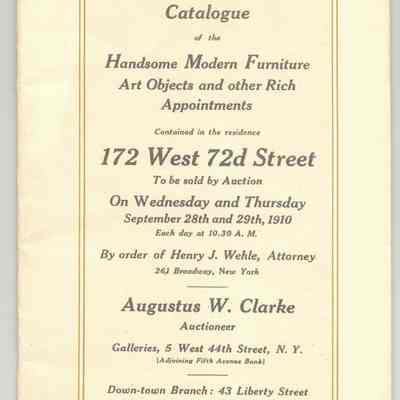 Catalogue
of the
Handsome Modern Furniture
Art Objects and other Rich
Appointments
Contained in the residence
172 West 72d Street
To be sold by Auction
On Wednesday and Thursday
September 28th and 29th, 1910
Each day at 10.30 A. M.
By order of Henry J. Wehle, Attorney
261 Broadway, New York
Augustus W. Clarke
Auctioneer
Galleries, 5 West 44th Street, N. Y.
(Adjoining Fifth Avenue Bank)
Down-town Branch: 43 Liberty Street